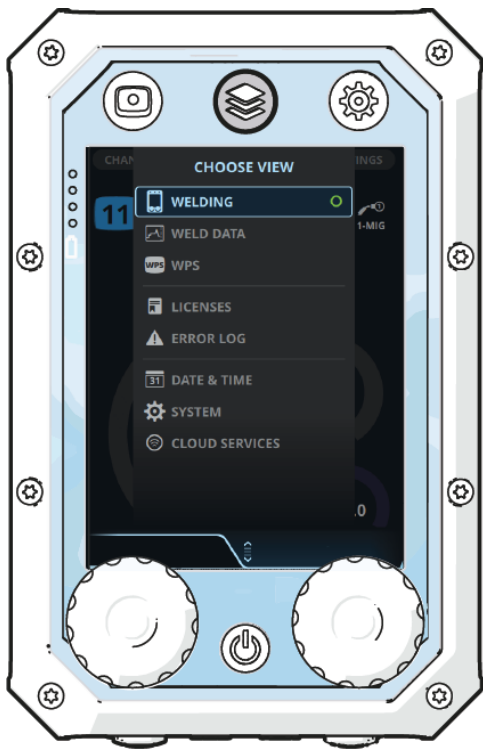 CHOOSE VIEW
11
WELDING
1-MIG
WELD DATA
WPS WPS
LICENSES
ERROR LOG
31 DATE & TIME
SYSTEM
CLOUD SERVICES
.0